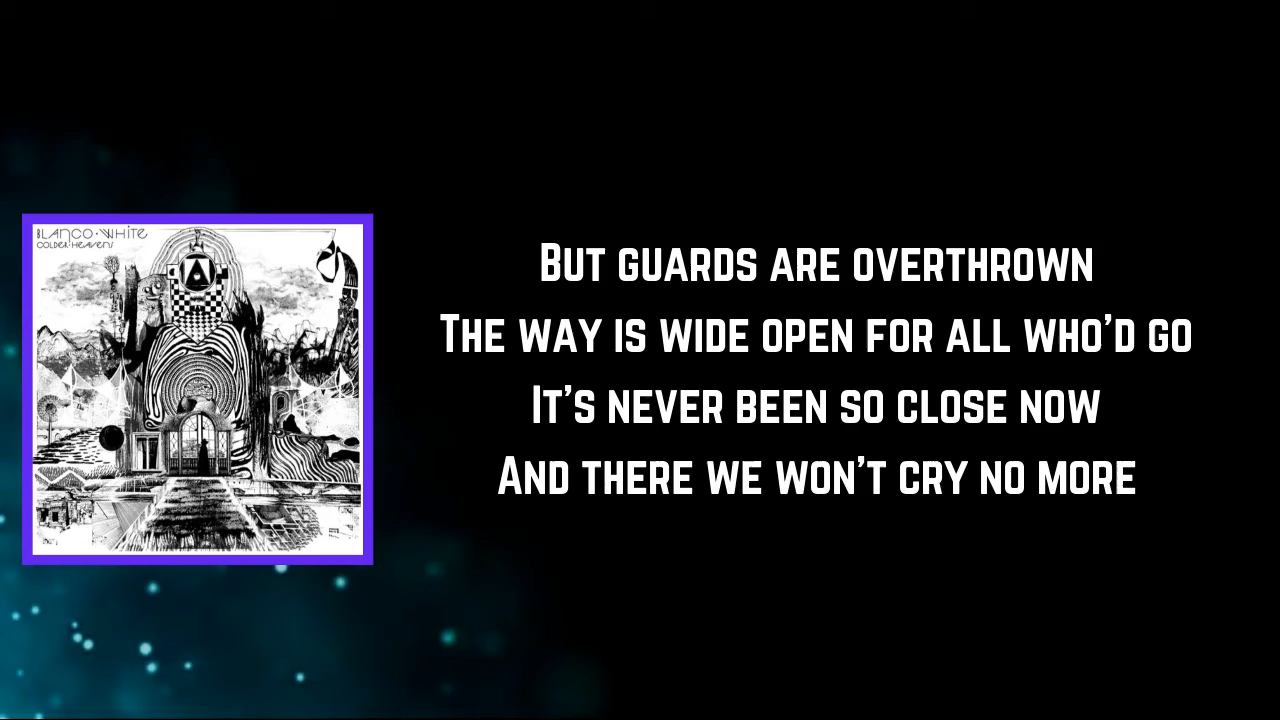 BLANCO·WHITE
COLDER HEAVENS
BUT GUARDS ARE OVERTHROWN
THE WAY IS WIDE OPEN FOR ALL WHO'D GO
IT'S NEVER BEEN SO CLOSE NOW
AND THERE WE WON'T CRY NO MORE